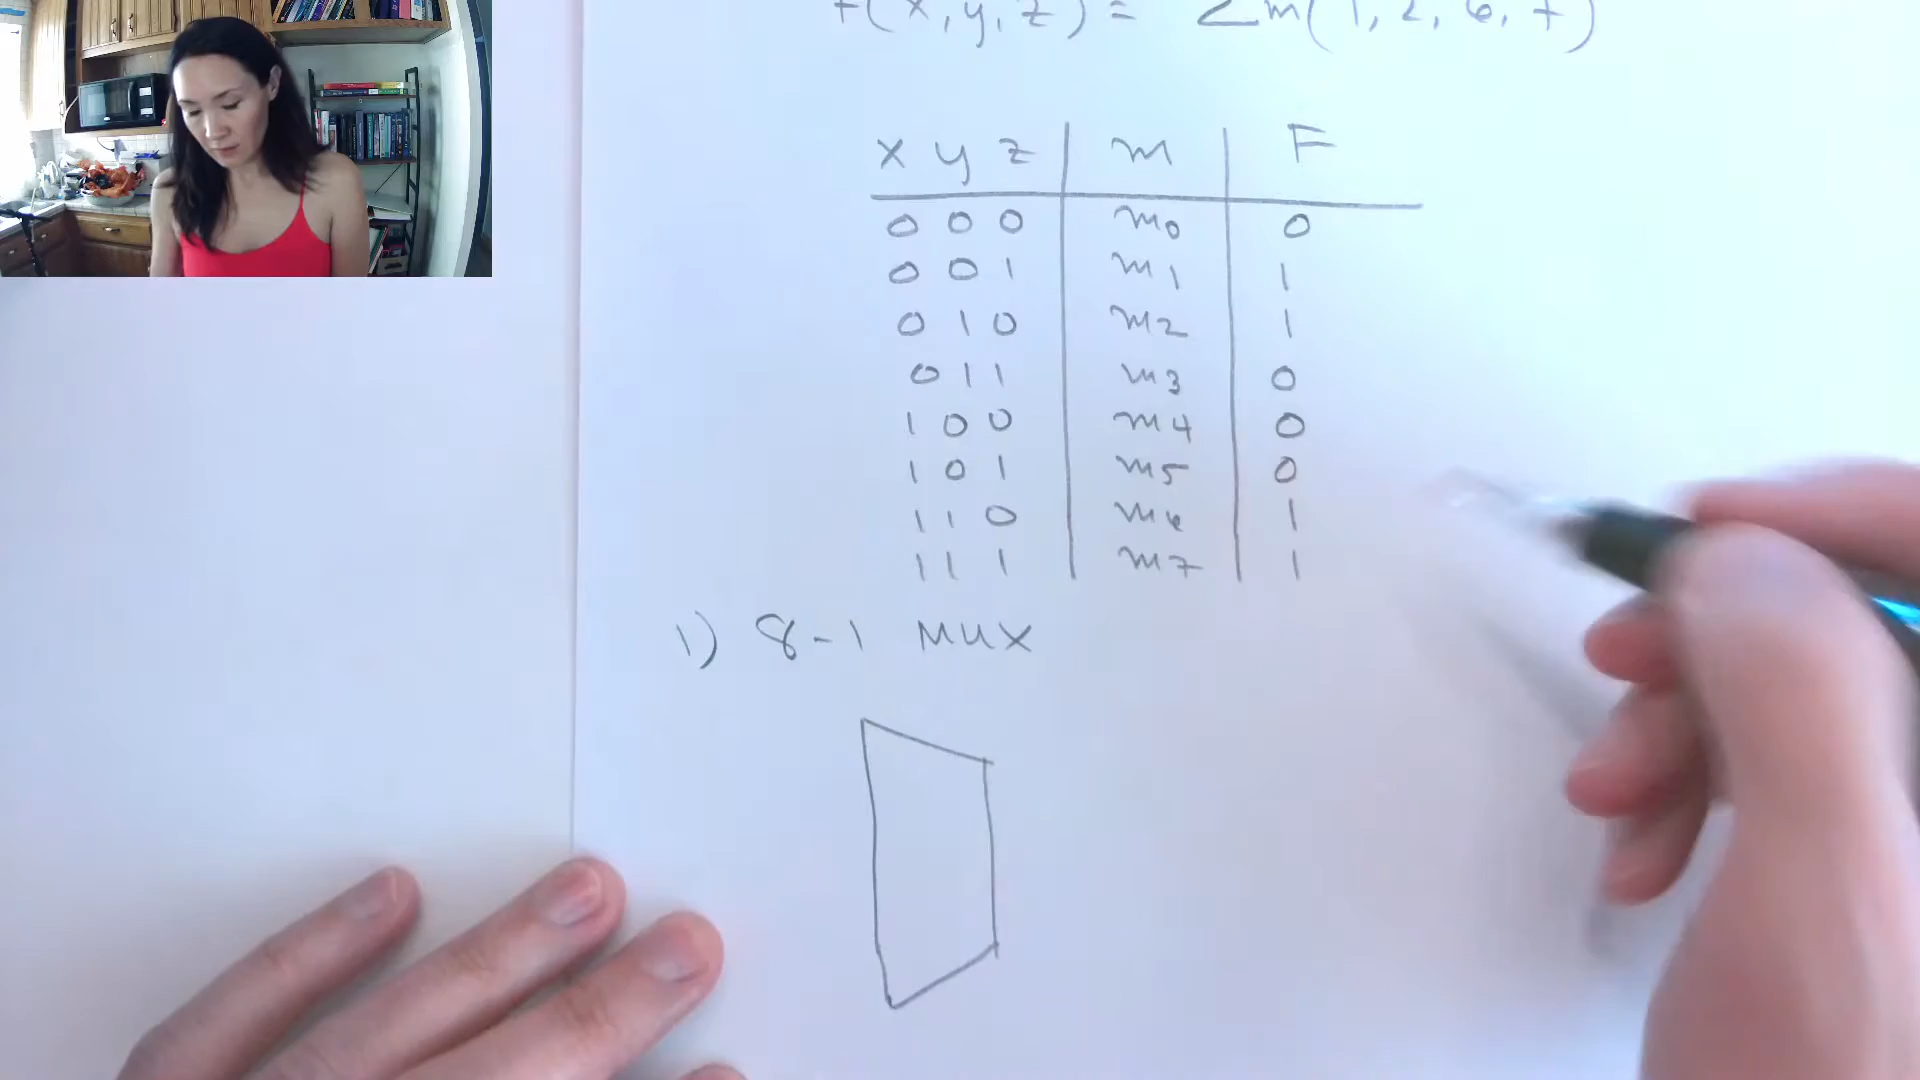 F(x,y,z) = Σm(1,2,6,7)
x y z m F
0 0 0 m0 0
0 0 1 m1 1
0 1 0 m2 1
0 1 1 m3 0
1 0 0 m4 0
1 0 1 m5 0
1 1 0 m6 1
1 1 1 m7 1
1) 8-1 MUX